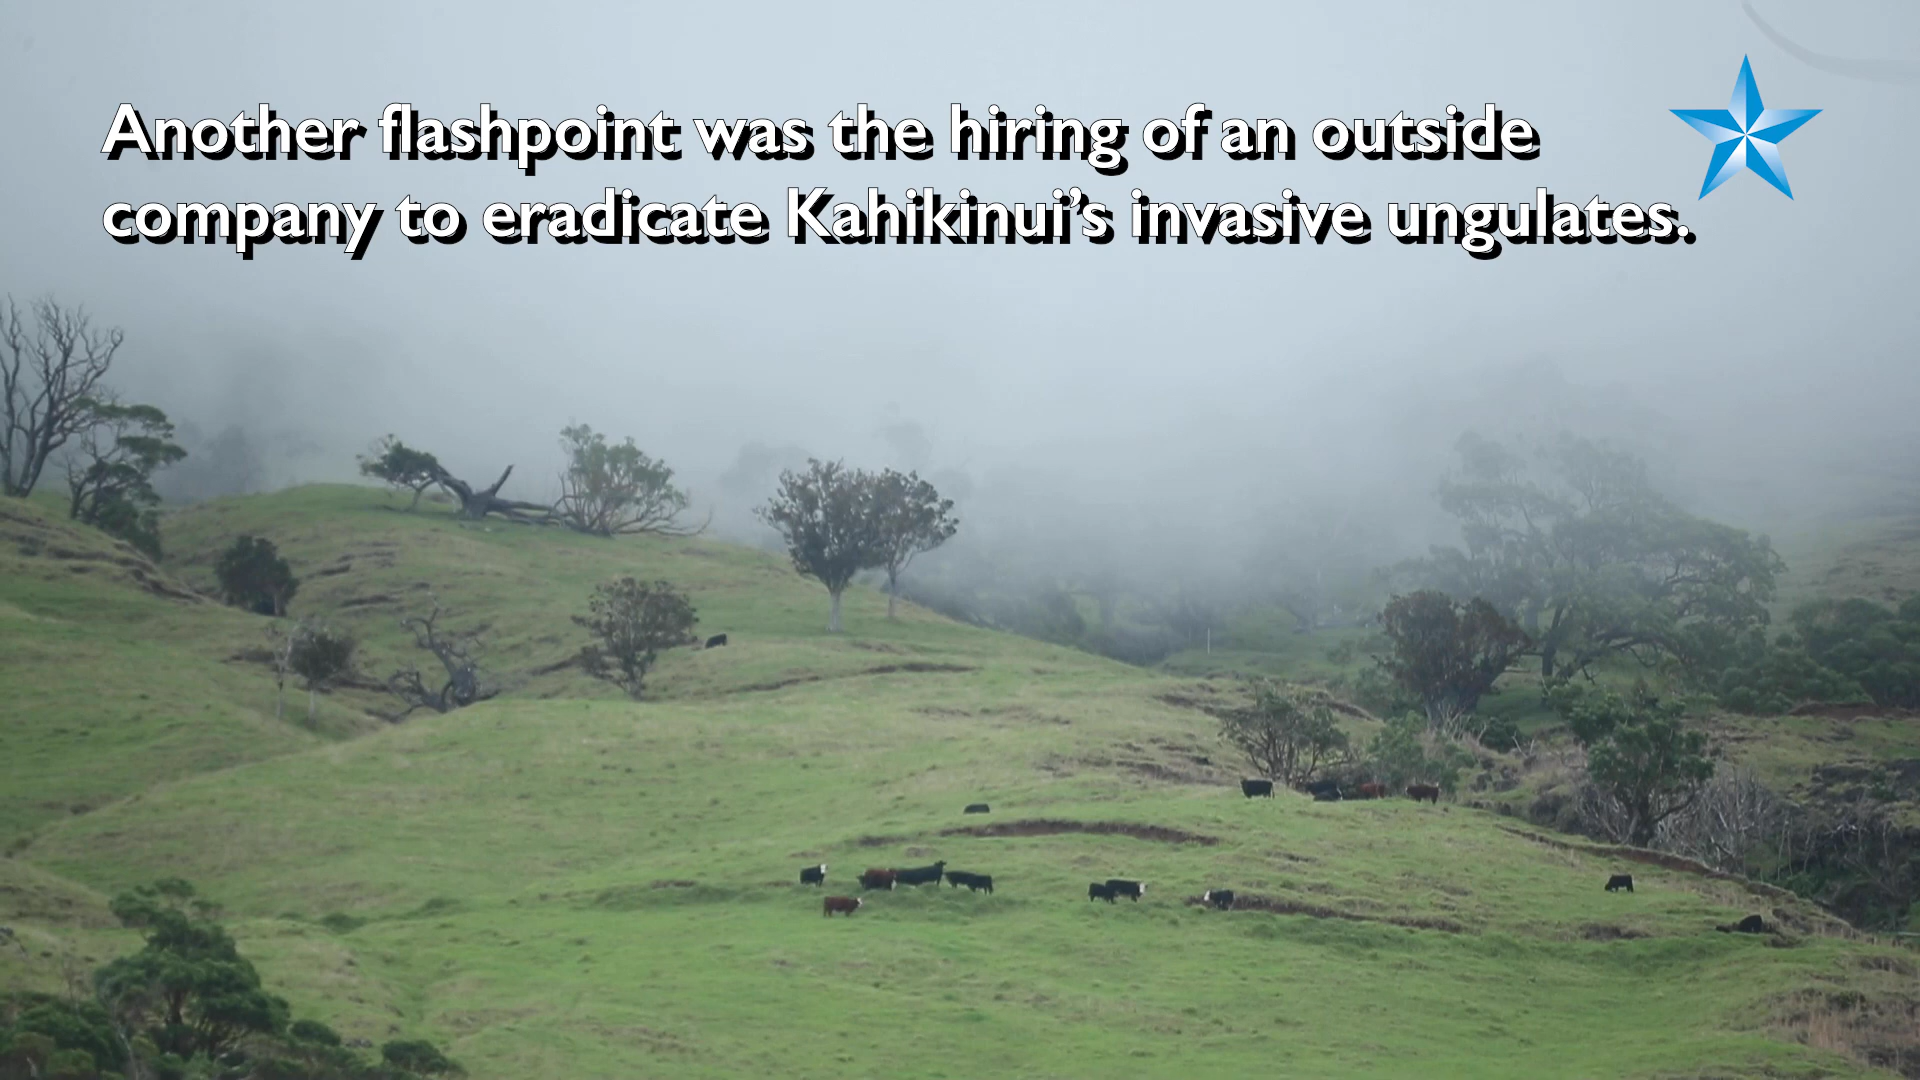 Another flashpoint was the hiring of an outside
company to eradicate Kahikinui’s invasive ungulates.